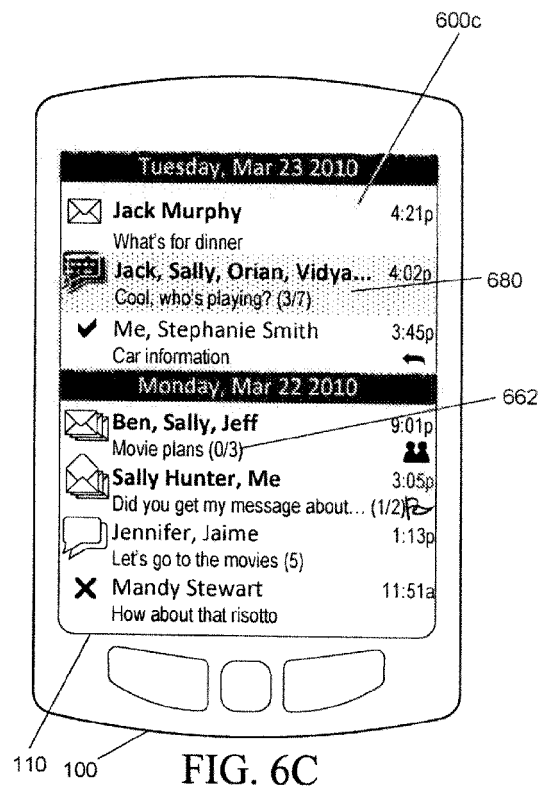 600c
Tuesday, Mar 23 2010
Jack Murphy 4:21p
What's for dinner
Jack, Sally, Orian, Vidya... 4:02p
680
Cool, who's playing? (3/7)
Me, Stephanie Smith 3:45p
Car information
Monday, Mar 22 2010
662
Ben, Sally, Jeff 9:01p
Movie plans (0/3)
Sally Hunter, Me 3:05p
Did you get my message about... (1/2)
Jennifer, Jaime 1:13p
Let's go to the movies (5)
Mandy Stewart 11:51a
How about that risotto
110 100
FIG. 6C